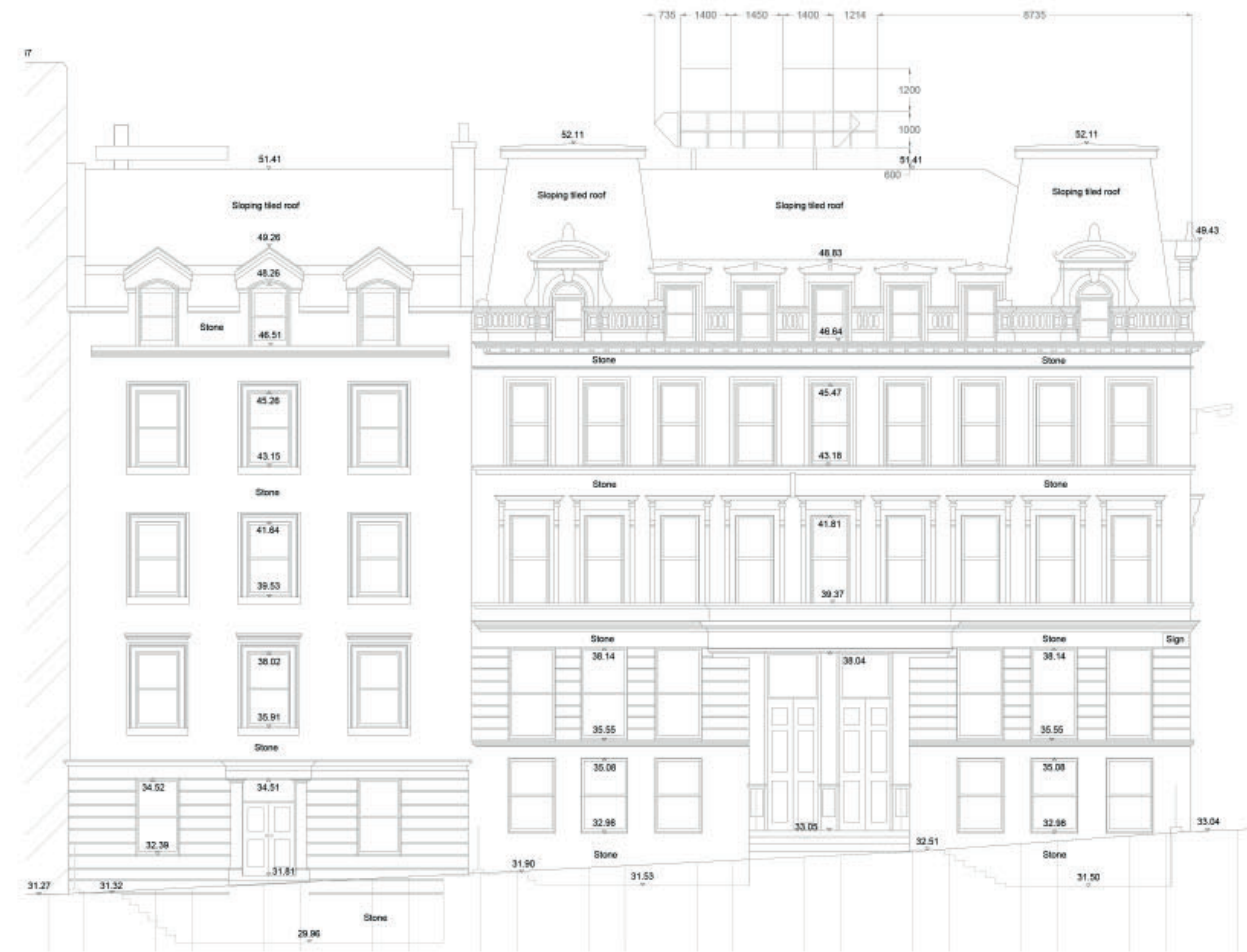 735 1400 1450 1400 1214 8735
1200
1000
600
52.11
52.11
51.41
51.41
Sloping tiled roof
Sloping tiled roof
Sloping tiled roof
Sloping tiled roof
49.26
48.26
48.83
49.43
Stone
46.51
46.64
Stone
Stone
45.26
45.47
43.15
43.18
Stone
Stone
Stone
41.64
41.81
39.53
39.37
Stone
Stone
Sign
38.02
38.14
38.04
38.14
35.91
35.55
35.55
Stone
34.52
34.51
35.08
35.08
32.39
32.96
33.05
32.96
31.81
31.90
Stone
32.51
Stone
33.04
31.27
31.32
31.53
31.50
Stone
29.96